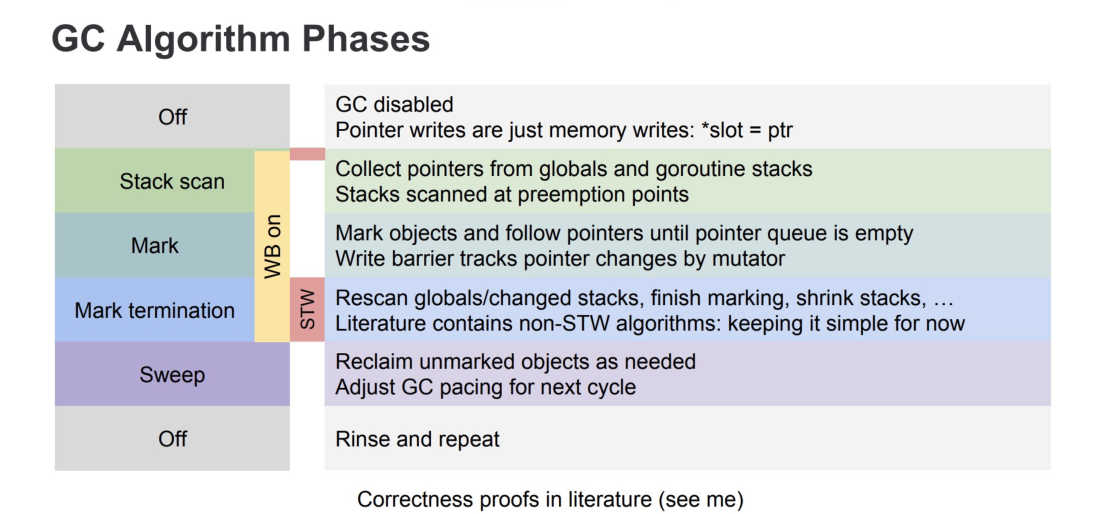 GC Algorithm Phases
Off
GC disabled
Pointer writes are just memory writes: *slot = ptr
Stack scan
Collect pointers from globals and goroutine stacks
Stacks scanned at preemption points
WB on
Mark
Mark objects and follow pointers until pointer queue is empty
Write barrier tracks pointer changes by mutator
Mark termination
STW
Rescan globals/changed stacks, finish marking, shrink stacks, …
Literature contains non-STW algorithms: keeping it simple for now
Sweep
Reclaim unmarked objects as needed
Adjust GC pacing for next cycle
Off
Rinse and repeat
Correctness proofs in literature (see me)